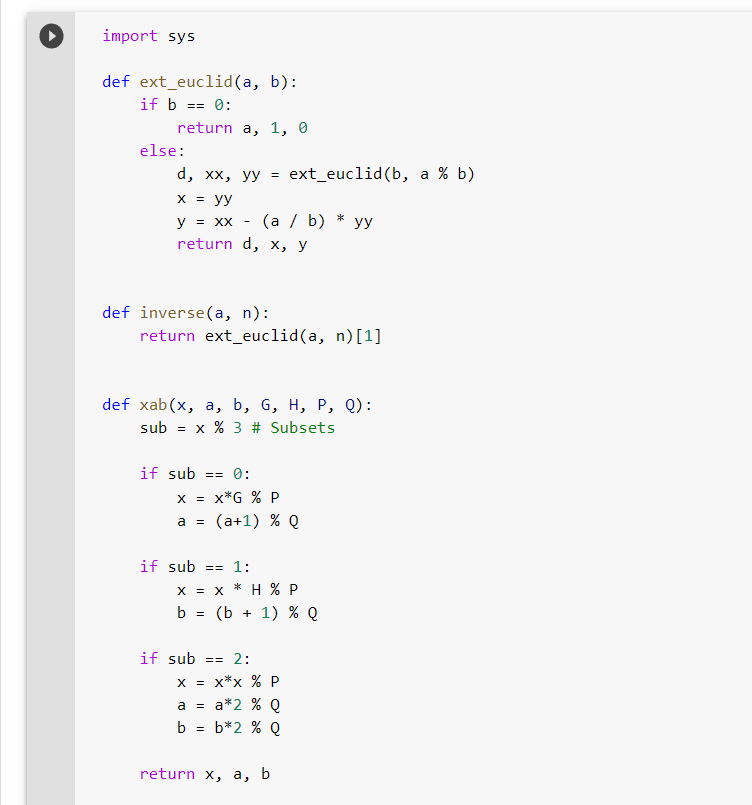 import sys
def ext_euclid(a, b):
    if b == 0:
        return a, 1, 0
    else:
        d, xx, yy = ext_euclid(b, a % b)
        x = yy
        y = xx - (a / b) * yy
        return d, x, y
def inverse(a, n):
    return ext_euclid(a, n)[1]
def xab(x, a, b, G, H, P, Q):
    sub = x % 3 # Subsets
    if sub == 0:
        x = x*G % P
        a = (a+1) % Q
    if sub == 1:
        x = x * H % P
        b = (b + 1) % Q
    if sub == 2:
        x = x*x % P
        a = a*2 % Q
        b = b*2 % Q
    return x, a, b